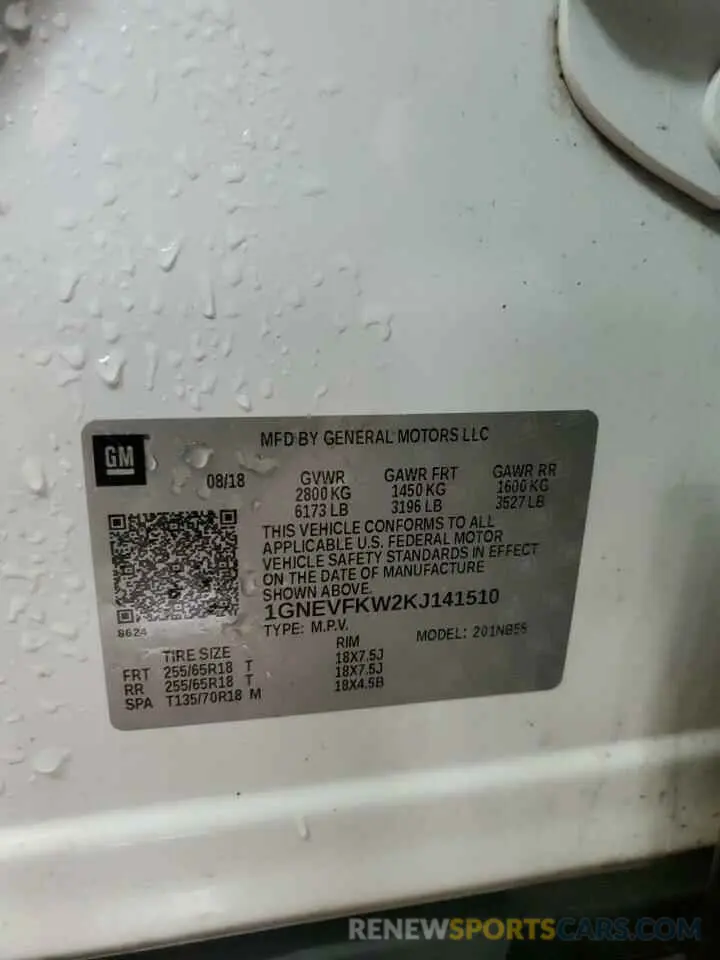 GM
MFD BY GENERAL MOTORS LLC
08/18
GVWR GAWR FRT GAWR RR
2800 KG 1450 KG 1600 KG
6173 LB 3196 LB 3527 LB
THIS VEHICLE CONFORMS TO ALL
APPLICABLE U.S. FEDERAL MOTOR
VEHICLE SAFETY STANDARDS IN EFFECT
ON THE DATE OF MANUFACTURE
SHOWN ABOVE.
1GNEVFKW2KJ141510
8624
TYPE: M.P.V. MODEL: 201NB56
TIRE SIZE RIM
FRT 255/65R18 T 18X7.5J
RR 255/65R18 T 18X7.5J
SPA T135/70R18 M 18X4.5B
RENEWSPORTSCARS.COM